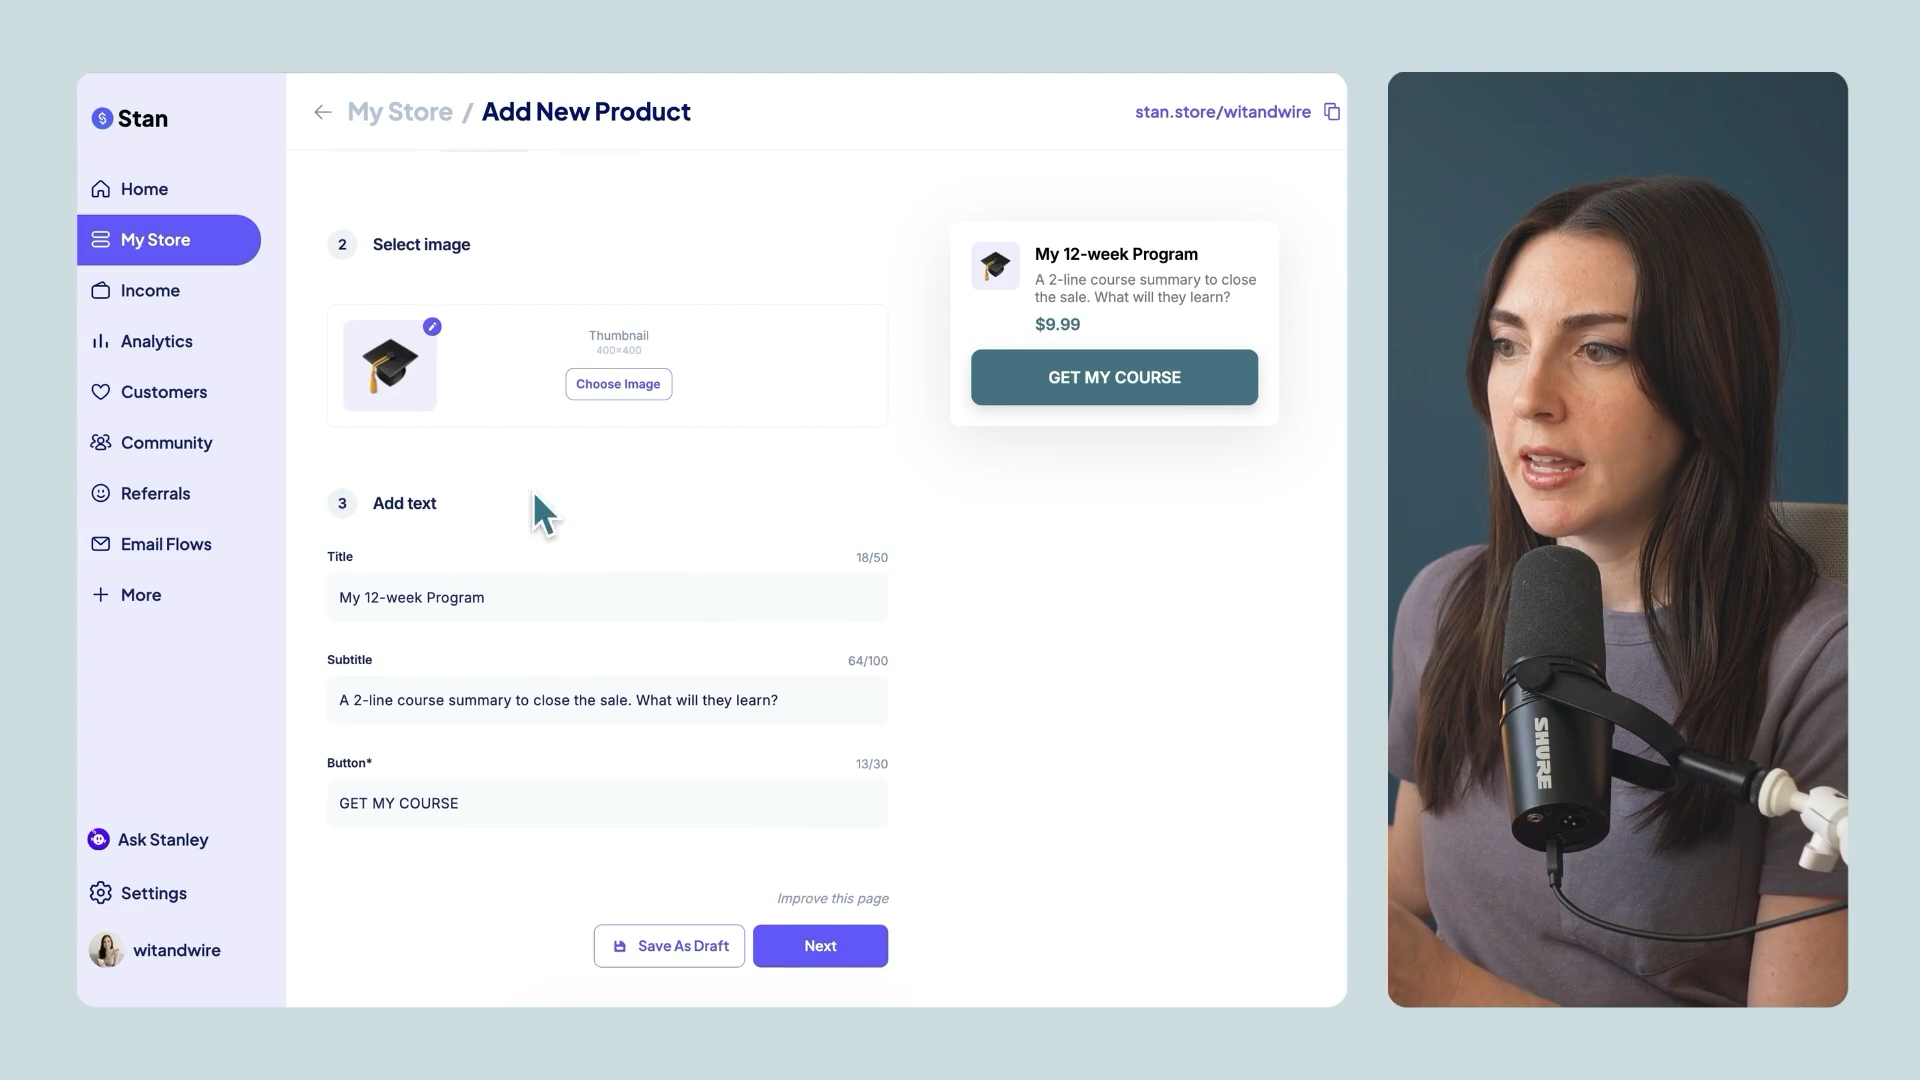 Stan
Home
My Store
Income
Analytics
Customers
Community
Referrals
Email Flows
More
Ask Stanley
Settings
witandwire
My Store / Add New Product
stan.store/witandwire
2 Select image
Thumbnail
400×400
Choose Image
3 Add text
Title 18/50
My 12-week Program
Subtitle 64/100
A 2-line course summary to close the sale. What will they learn?
Button* 13/30
GET MY COURSE
Improve this page
Save As Draft
Next
My 12-week Program
A 2-line course summary to close
the sale. What will they learn?
$9.99
GET MY COURSE
SHURE